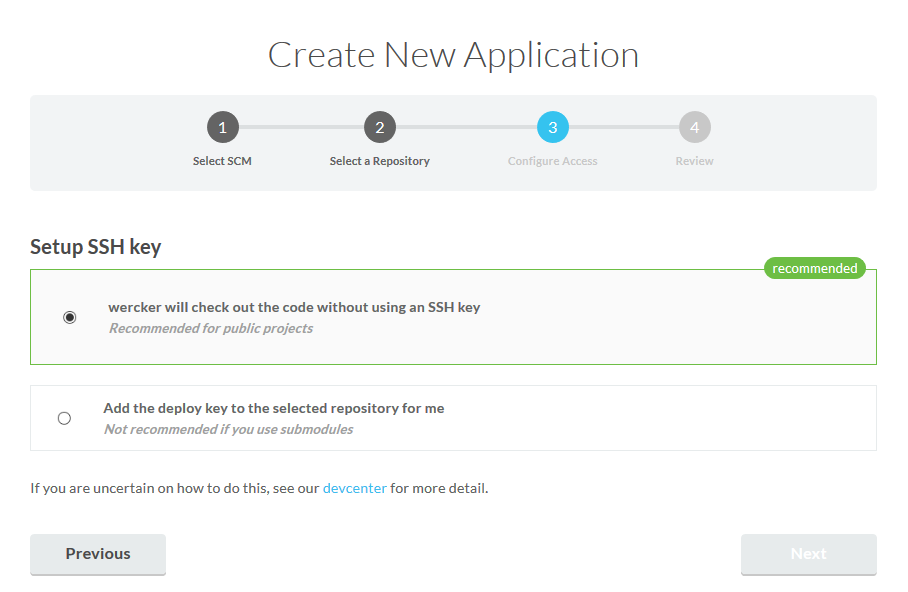 Create New Application
1 2 3 4
Select SCM Select a Repository Configure Access Review
Setup SSH key
recommended
wercker will check out the code without using an SSH key
Recommended for public projects
Add the deploy key to the selected repository for me
Not recommended if you use submodules
If you are uncertain on how to do this, see our devcenter for more detail.
Previous Next